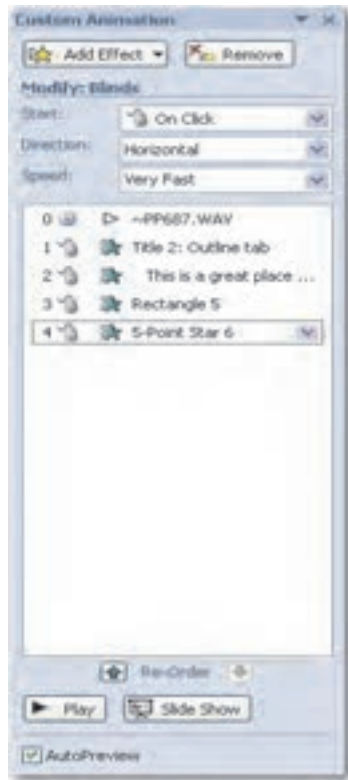 Custom Animation
Add Effect Remove
Modify: Blinds
Start: On Click
Direction: Horizontal
Speed: Very Fast
0 ~PP687.WAV
1 Title 2: Outline tab
2 This is a great place ...
3 Rectangle 5
4 5-Point Star 6
Re-Order
Play Slide Show
AutoPreview